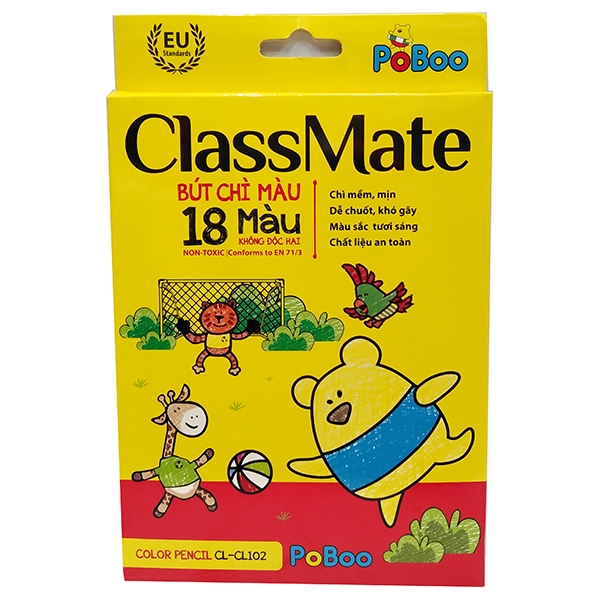 EU
Standards
PoBoo
ClassMate
BÚT CHÌ MÀU
18 Màu
KHÔNG ĐỘC HẠI
NON-TOXIC | Conforms to EN 71/3
Chì mềm, mịn
Dễ chuốt, khó gãy
Màu sắc tươi sáng
Chất liệu an toàn
COLOR PENCIL CL-CL102
PoBoo